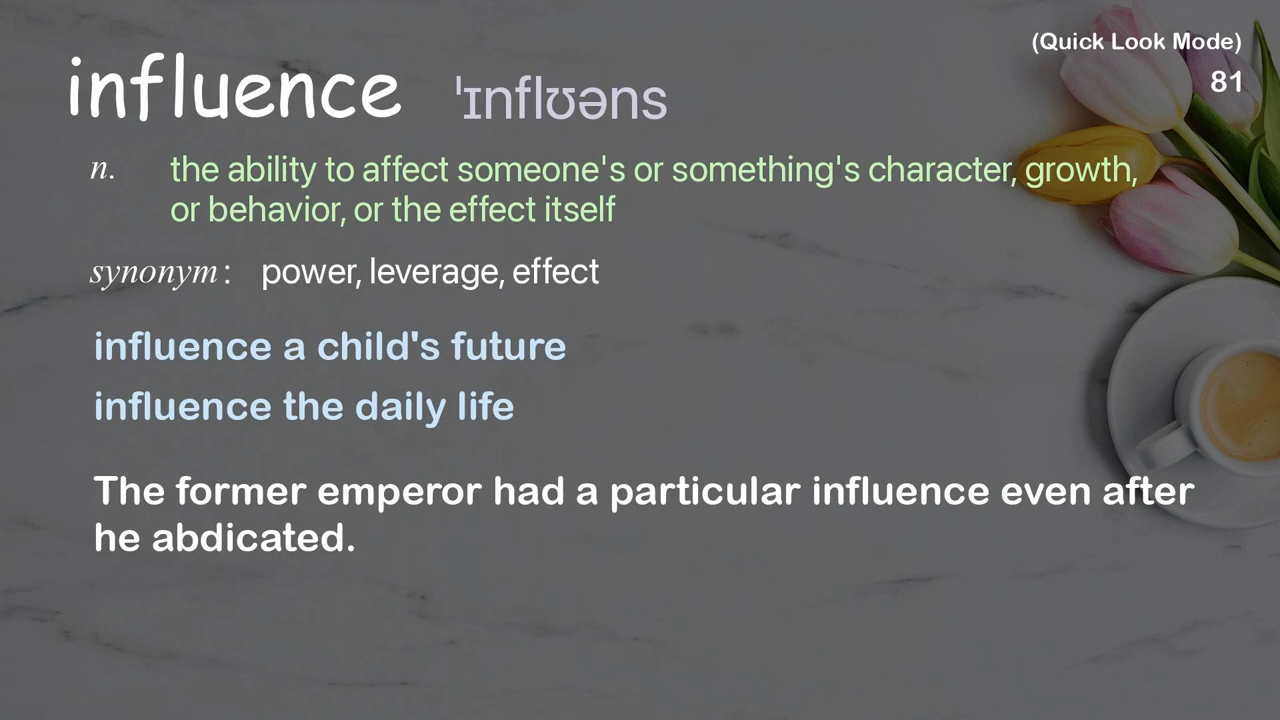 (Quick Look Mode)
81
influence ˈɪnflʊəns
n. the ability to affect someone's or something's character, growth,
or behavior, or the effect itself
synonym: power, leverage, effect
influence a child's future
influence the daily life
The former emperor had a particular influence even after
he abdicated.